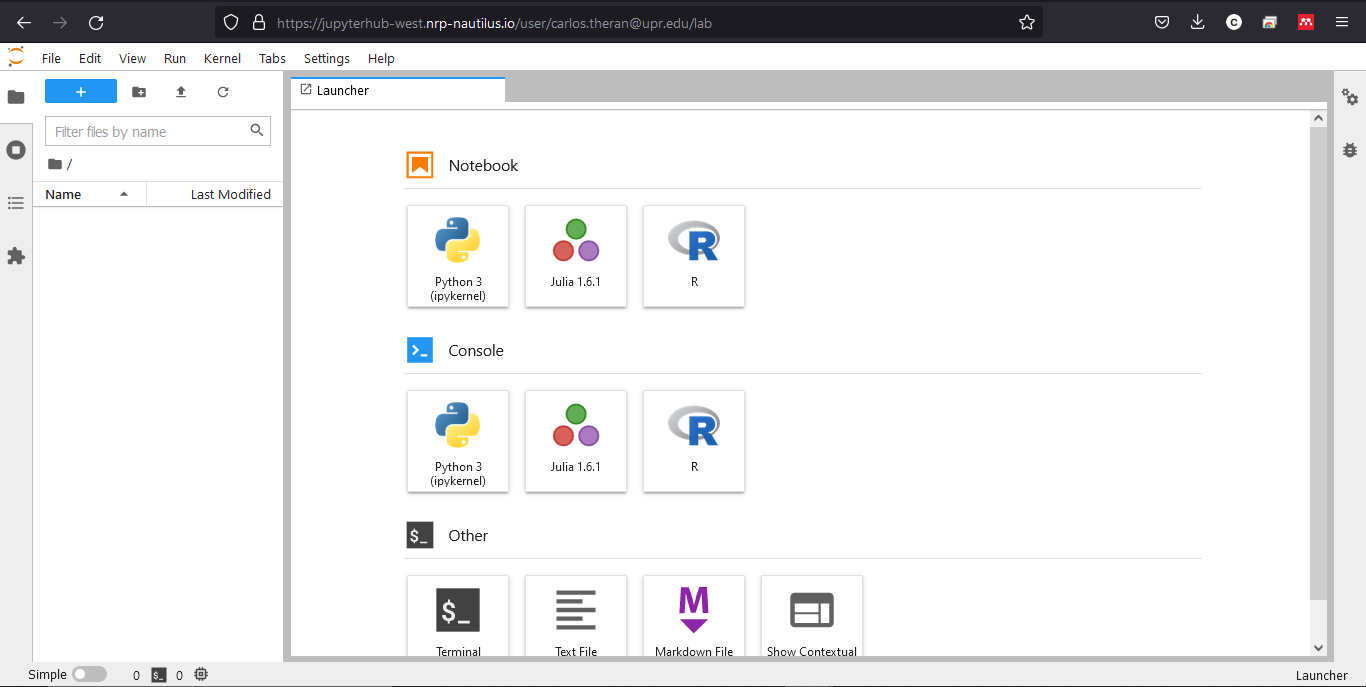 https://jupyterhub-west.nrp-nautilus.io/user/carlos.theran@upr.edu/lab
File Edit View Run Kernel Tabs Settings Help
Launcher
Filter files by name
/
Name Last Modified
Notebook
Python 3
(ipykernel)
Julia 1.6.1
R
Console
Python 3
(ipykernel)
Julia 1.6.1
R
Other
$_
Terminal
Text File
Markdown File
Show Contextual
Simple 0 $_ 0 Launcher